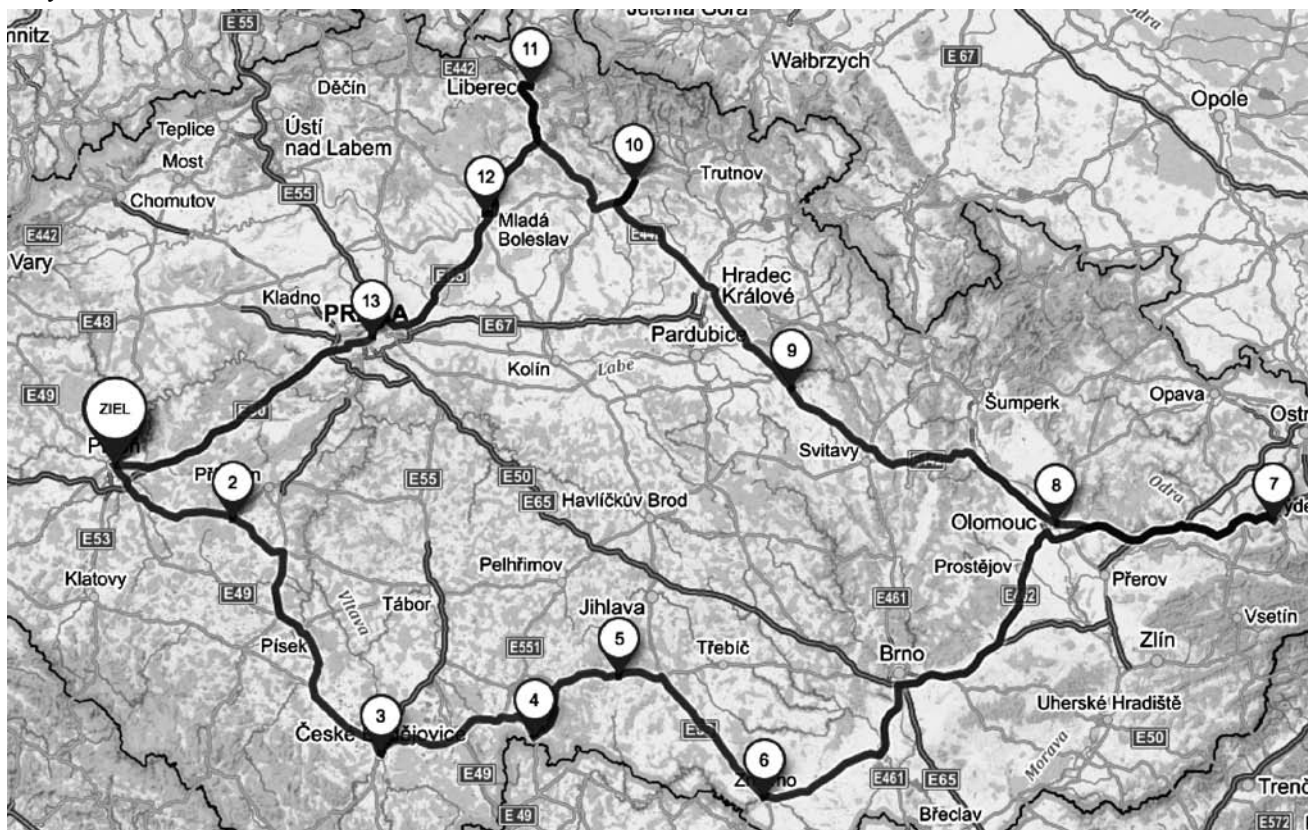 E 55
Jelenia Góra
Odra
nnitz
11
E442
Liberec
Děčín
Wałbrzych
E 67
Opole
Teplice
Ústí
nad Labem
Most
10
Trutnov
Chomutov
E55
12
Mladá
Boleslav
E442
Vary
Hradec
Králové
Kladno
13
E48
E67
Pardubice
9
Kolín
Labe
E49
ZIEL
Šumperk
Opava
2
Svitavy
E55
E50
E65
Havlíčkův Brod
8
Odra
7
Olomouc
E53
Klatovy
Pelhřimov
Prostějov
Přerov
E49
Vltava
Tábor
Jihlava
E461
Vsetín
Písek
E551
5
Třebíč
Brno
Zlín
3
4
České
Uherské Hradiště
E49
6
E50
Morava
E461
E65
Břeclav
E 49
Trenč
E572